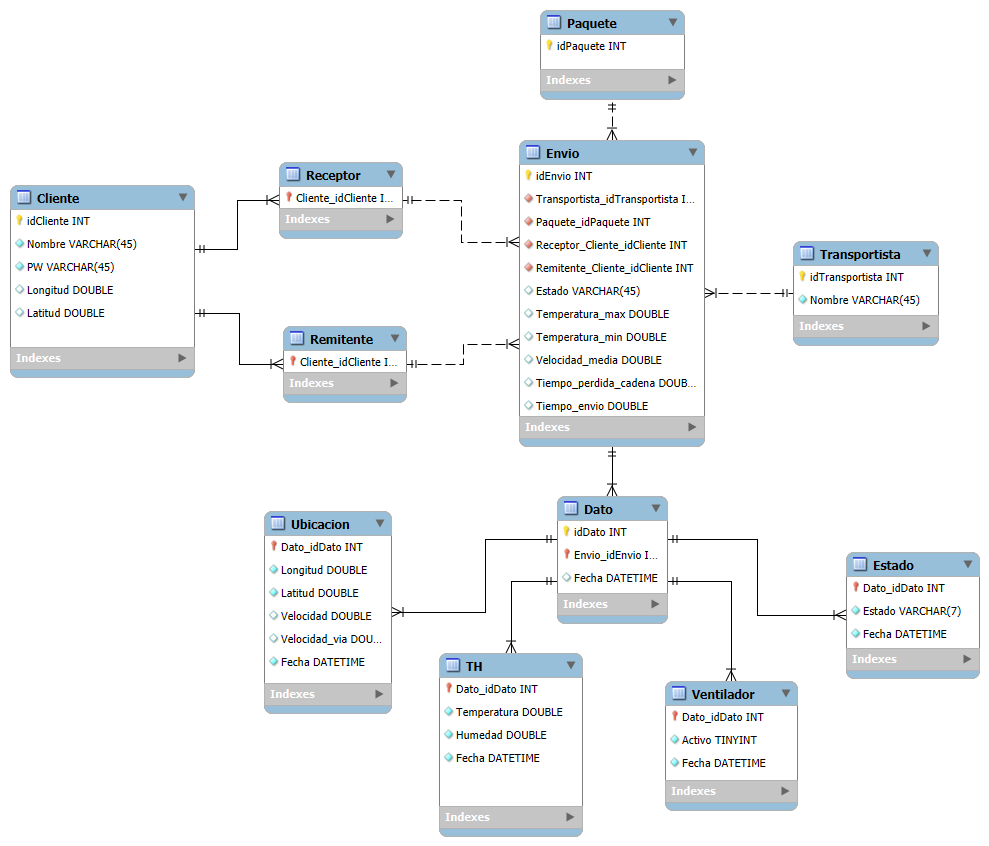 Paquete
idPaquete INT
Indexes
Envio
idEnvio INT
Transportista_idTransportista I...
Paquete_idPaquete INT
Receptor_Cliente_idCliente INT
Remitente_Cliente_idCliente INT
Estado VARCHAR(45)
Temperatura_max DOUBLE
Temperatura_min DOUBLE
Velocidad_media DOUBLE
Tiempo_perdida_cadena DOUB...
Tiempo_envio DOUBLE
Indexes
Receptor
Cliente_idCliente I...
Indexes
Cliente
idCliente INT
Nombre VARCHAR(45)
PW VARCHAR(45)
Longitud DOUBLE
Latitud DOUBLE
Indexes
Remitente
Cliente_idCliente I...
Indexes
Transportista
idTransportista INT
Nombre VARCHAR(45)
Indexes
Dato
idDato INT
Envio_idEnvio I...
Fecha DATETIME
Indexes
Ubicacion
Dato_idDato INT
Longitud DOUBLE
Latitud DOUBLE
Velocidad DOUBLE
Velocidad_via DOU...
Fecha DATETIME
Indexes
Estado
Dato_idDato INT
Estado VARCHAR(7)
Fecha DATETIME
Indexes
TH
Dato_idDato INT
Temperatura DOUBLE
Humedad DOUBLE
Fecha DATETIME
Indexes
Ventilador
Dato_idDato INT
Activo TINYINT
Fecha DATETIME
Indexes